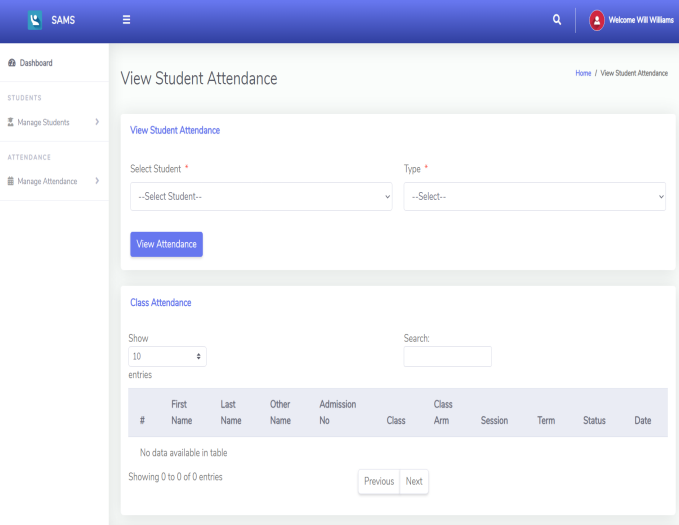 SAMS
Welcome Will Williams
Dashboard
STUDENTS
Manage Students
ATTENDANCE
Manage Attendance
View Student Attendance
Home / View Student Attendance
View Student Attendance
Select Student *
Type *
--Select Student--
--Select--
View Attendance
Class Attendance
Show
10
entries
Search:
# First Name Last Name Other Name Admission No Class Class Arm Session Term Status Date
No data available in table
Showing 0 to 0 of 0 entries
Previous Next